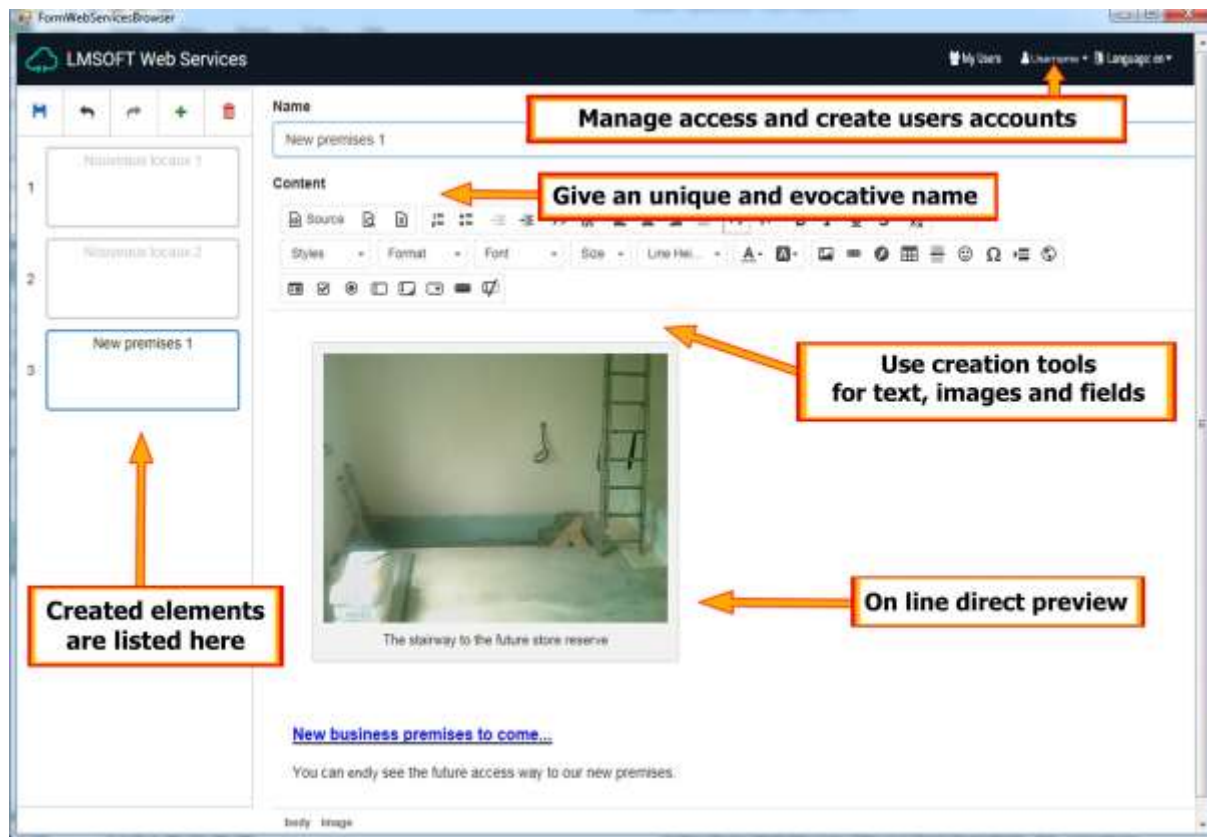 FormWebServicesBrowser
LMSOFT Web Services
My Users
Username
Language: en
Manage access and create users accounts
Name
New premises 1
Content
Give an unique and evocative name
Source
Styles
Format
Font
Size
Line Hei...
1
Nouveaux locaux 1
2
Nouveaux locaux 2
3
New premises 1
Use creation tools
for text, images and fields
The stairway to the future store reserve
On line direct preview
Created elements
are listed here
New business premises to come...
You can endly see the future access way to our new premises.
body image